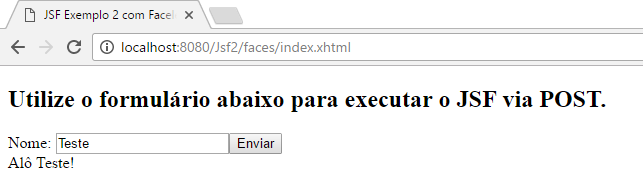 JSF Exemplo 2 com Facel
localhost:8080/Jsf2/faces/index.xhtml
Utilize o formulário abaixo para executar o JSF via POST.
Nome: Teste Enviar
Alô Teste!